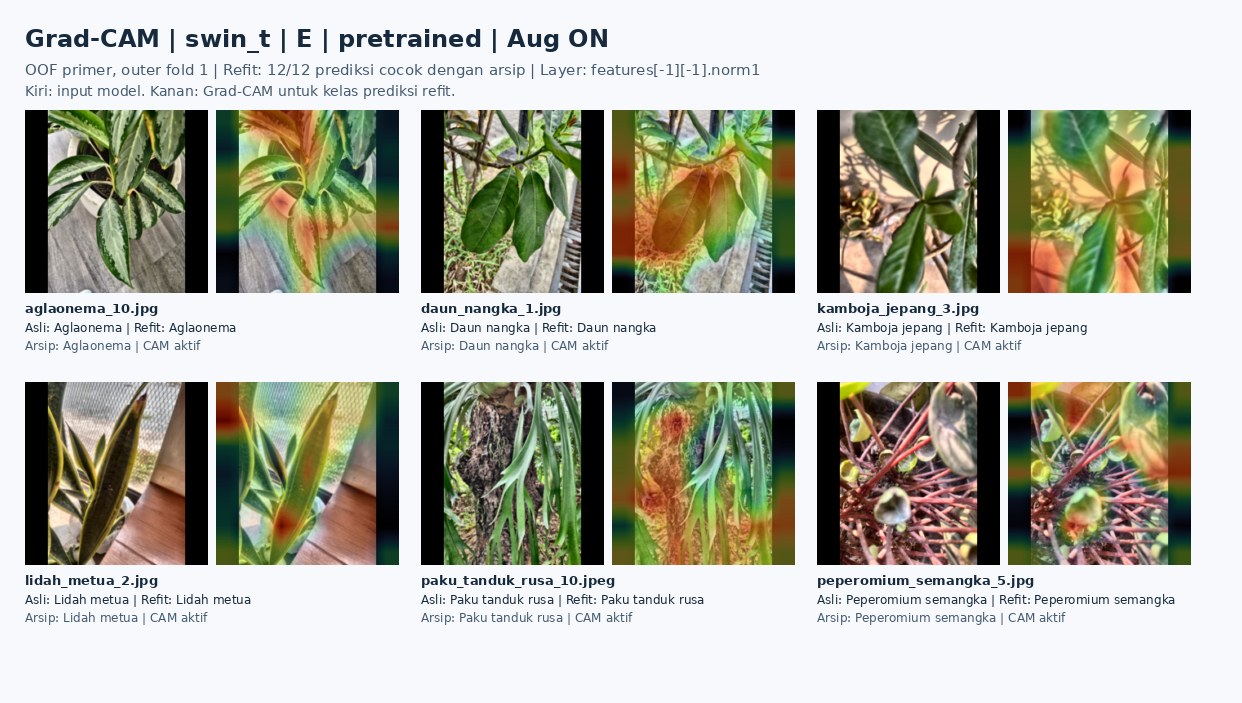 Grad-CAM | swin_t | E | pretrained | Aug ON
OOF primer, outer fold 1 | Refit: 12/12 prediksi cocok dengan arsip | Layer: features[-1][-1].norm1
Kiri: input model. Kanan: Grad-CAM untuk kelas prediksi refit.
aglaonema_10.jpg
Asli: Aglaonema | Refit: Aglaonema
Arsip: Aglaonema | CAM aktif
daun_nangka_1.jpg
Asli: Daun nangka | Refit: Daun nangka
Arsip: Daun nangka | CAM aktif
kamboja_jepang_3.jpg
Asli: Kamboja jepang | Refit: Kamboja jepang
Arsip: Kamboja jepang | CAM aktif
lidah_metua_2.jpg
Asli: Lidah metua | Refit: Lidah metua
Arsip: Lidah metua | CAM aktif
paku_tanduk_rusa_10.jpeg
Asli: Paku tanduk rusa | Refit: Paku tanduk rusa
Arsip: Paku tanduk rusa | CAM aktif
peperomium_semangka_5.jpg
Asli: Peperomium semangka | Refit: Peperomium semangka
Arsip: Peperomium semangka | CAM aktif